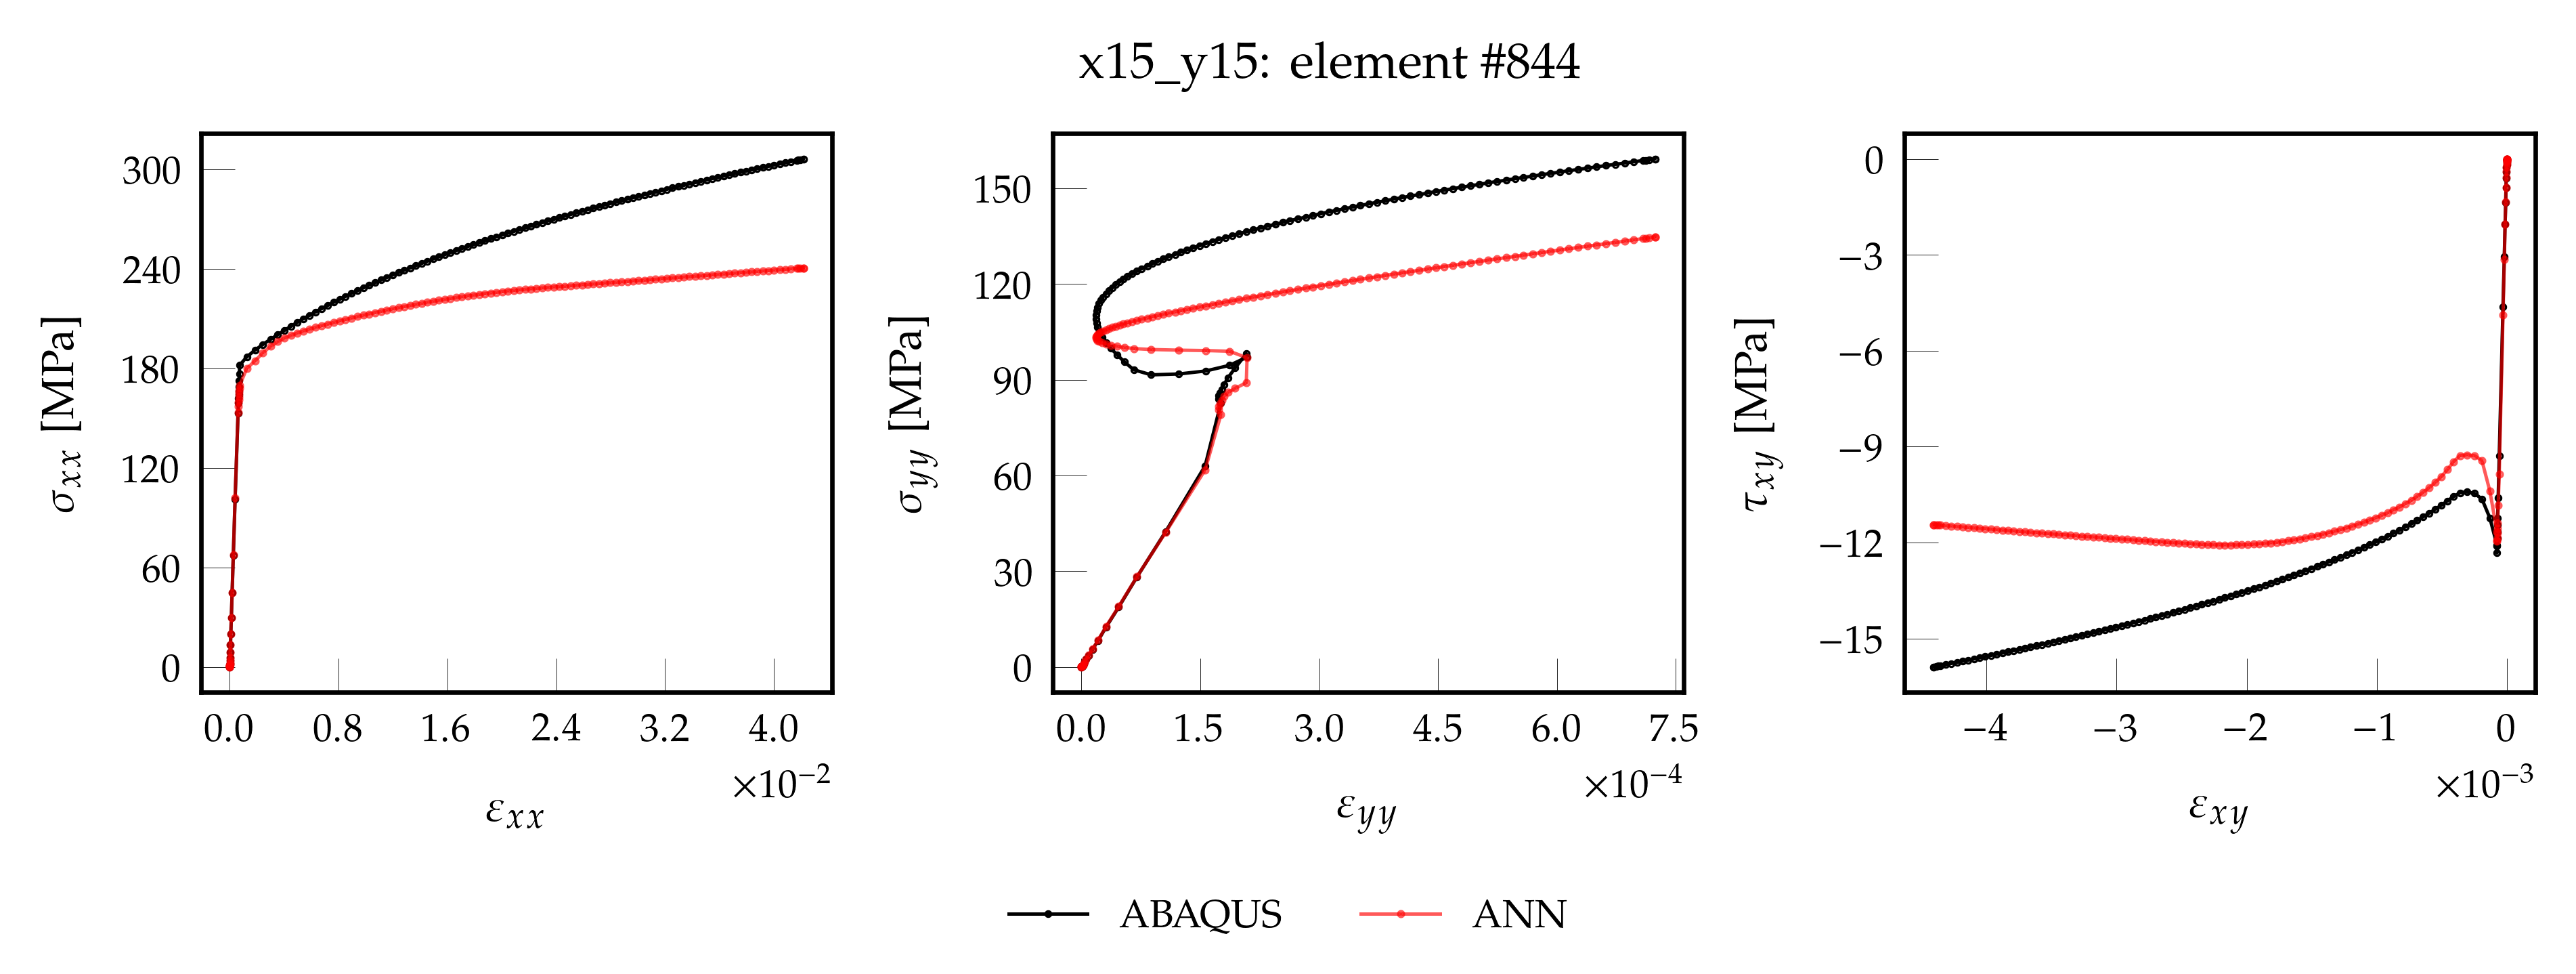 x15_y15: element #844
300
240
180
120
60
0
σxx [MPa]
0.0 0.8 1.6 2.4 3.2 4.0
×10−2
εxx
150
120
90
60
30
0
σyy [MPa]
0.0 1.5 3.0 4.5 6.0 7.5
×10−4
εyy
0
−3
−6
−9
−12
−15
τxy [MPa]
−4 −3 −2 −1 0
×10−3
εxy
ABAQUS ANN